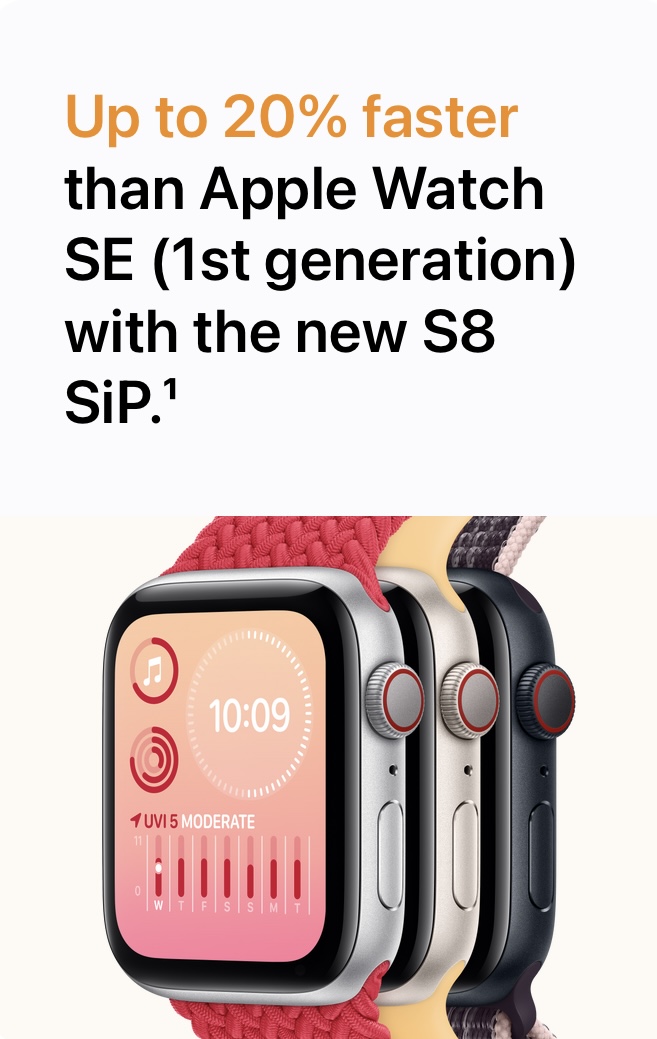 Up to 20% faster
than Apple Watch
SE (1st generation)
with the new S8
SiP.¹
10:09
UVI 5 MODERATE
11
0
W T F S S M T